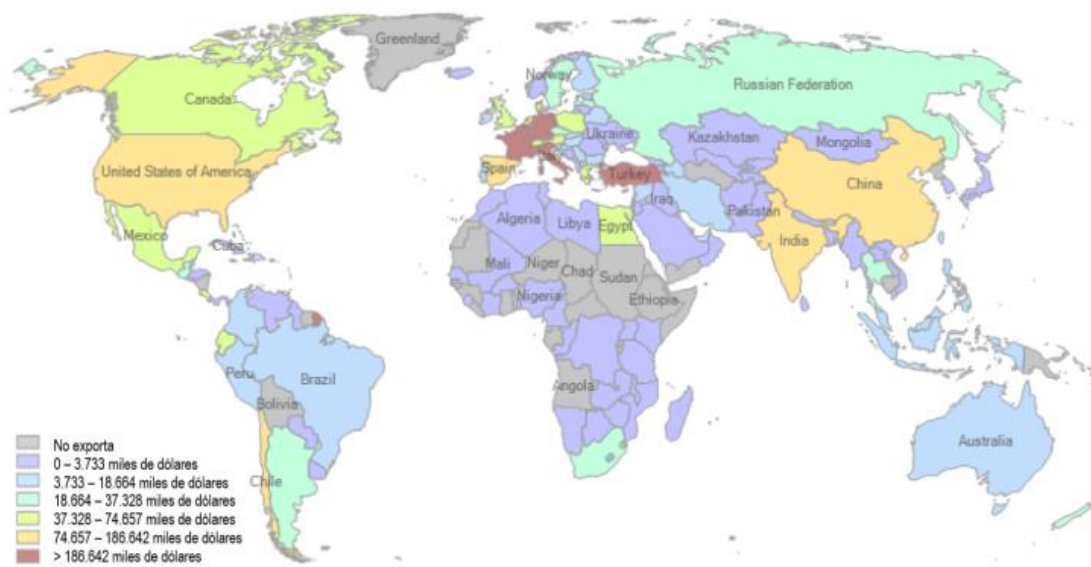 Greenland
Norway
Russian Federation
Canada
Ukraine
Kazakhstan
Mongolia
United States of America
Spain
Turkey
China
Iraq
Pakistan
Algeria
Libya
Egypt
India
Mexico
Cuba
Mali
Niger
Chad
Sudan
Nigeria
Ethiopia
Peru
Brazil
Bolivia
Angola
Australia
Chile
No exporta
0 – 3.733 miles de dólares
3.733 – 18.664 miles de dólares
18.664 – 37.328 miles de dólares
37.328 – 74.657 miles de dólares
74.657 – 186.642 miles de dólares
> 186.642 miles de dólares